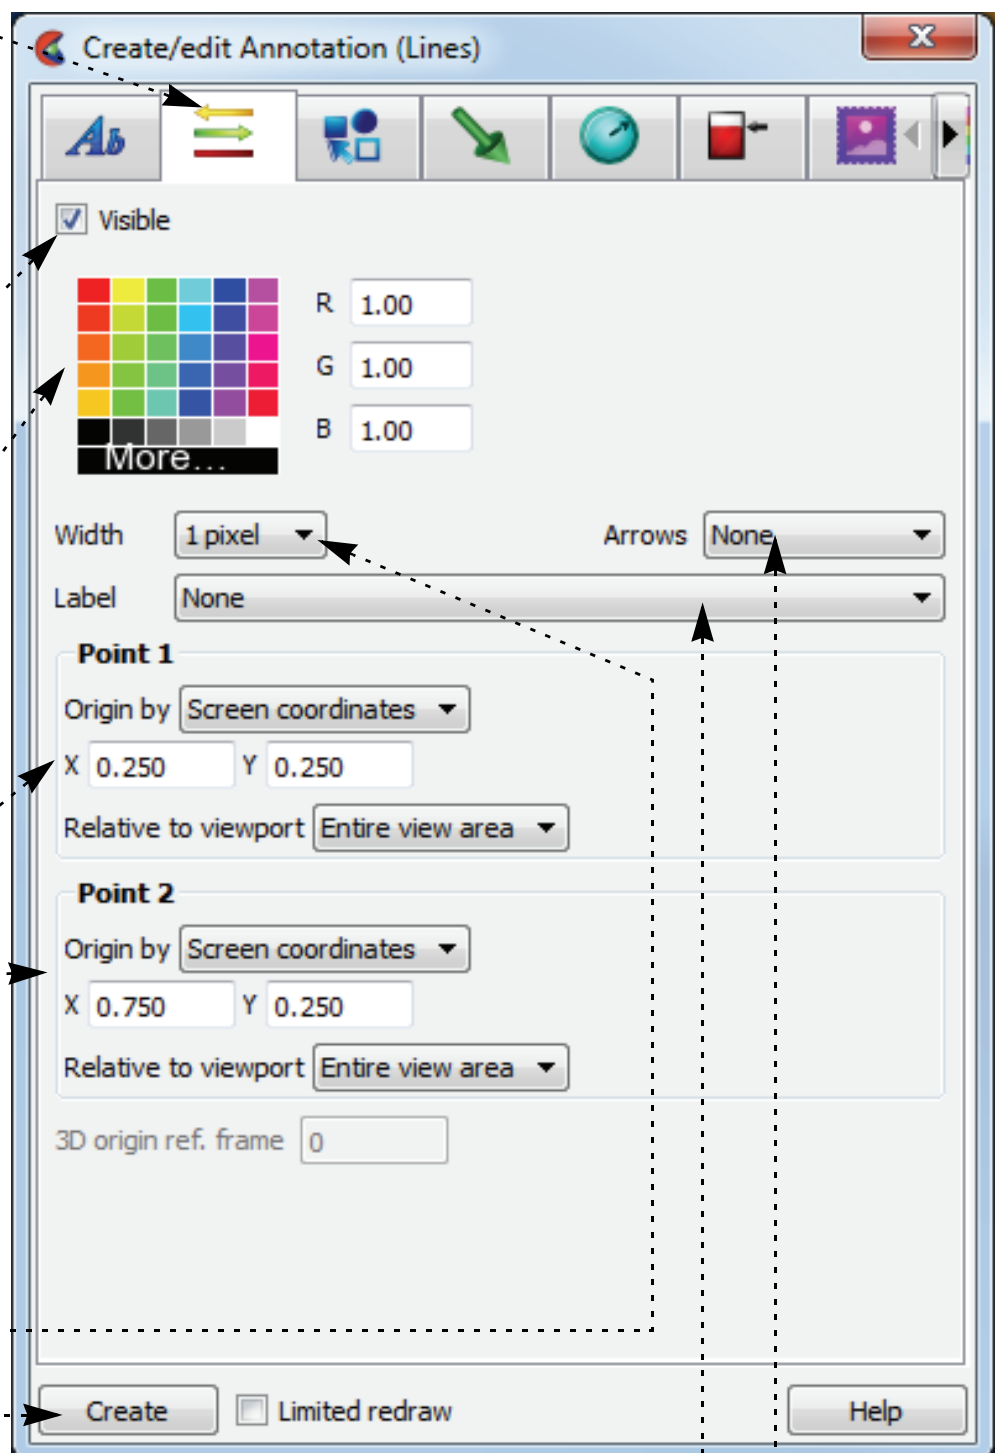 Create/edit Annotation (Lines)
Ab
Visible
R 1.00
G 1.00
B 1.00
More...
Width 1 pixel Arrows None
Label None
Point 1
Origin by Screen coordinates
X 0.250 Y 0.250
Relative to viewport Entire view area
Point 2
Origin by Screen coordinates
X 0.750 Y 0.250
Relative to viewport Entire view area
3D origin ref. frame 0
Create Limited redraw Help